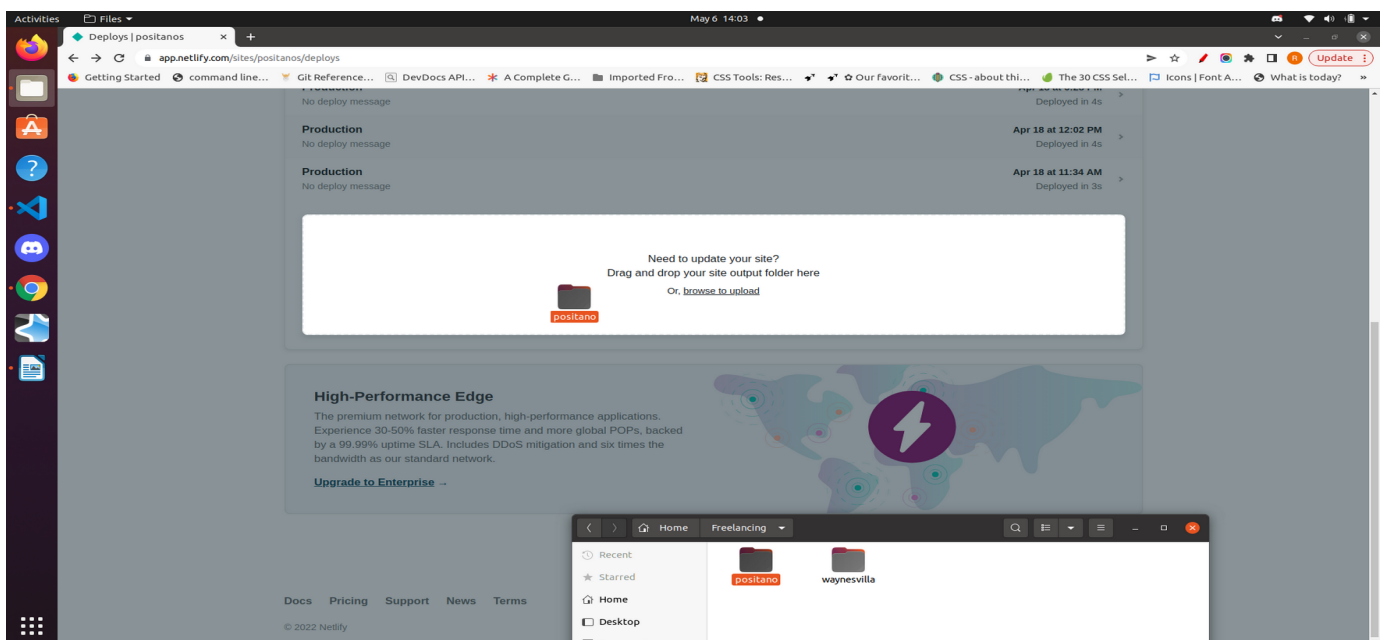 Activities Files May 6 14:03
Deploys | positanos × +
app.netlify.com/sites/positanos/deploys R Update
Getting Started command line... Git Reference... DevDocs API... A Complete G... Imported Fro... CSS Tools: Res... Our favorit... CSS - about thi... The 30 CSS Sel... Icons | Font A... What is today? »
No deploy message Deployed in 4s
Production Apr 18 at 12:02 PM
No deploy message Deployed in 4s
Production Apr 18 at 11:34 AM
No deploy message Deployed in 3s
Need to update your site?
Drag and drop your site output folder here
Or, browse to upload
positano
High-Performance Edge
The premium network for production, high-performance applications.
Experience 30-50% faster response time and more global POPs, backed
by a 99.99% uptime SLA. Includes DDoS mitigation and six times the
bandwidth as our standard network.
Upgrade to Enterprise →
Home Freelancing
Recent
Starred
Home
Desktop
positano waynesvilla
Docs Pricing Support News Terms
© 2022 Netlify